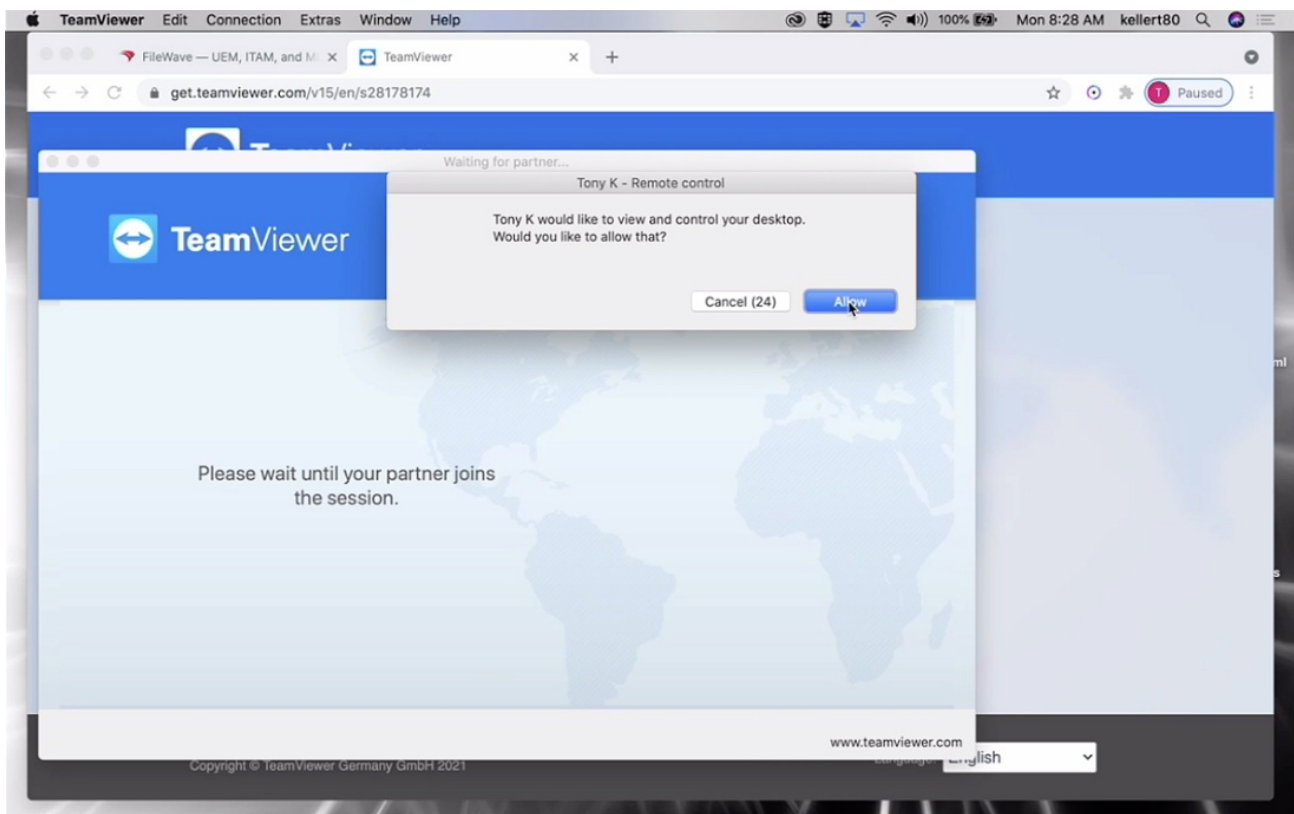 TeamViewer Edit Connection Extras Window Help 100% Mon 8:28 AM kellert80
FileWave — UEM, ITAM, and M TeamViewer
get.teamviewer.com/v15/en/s28178174 T Paused
Waiting for partner...
Tony K - Remote control
Tony K would like to view and control your desktop.
Would you like to allow that?
TeamViewer
Cancel (24) Allow
ml
Please wait until your partner joins
the session.
s
www.teamviewer.com
Copyright © TeamViewer Germany GmbH 2021 Language: English